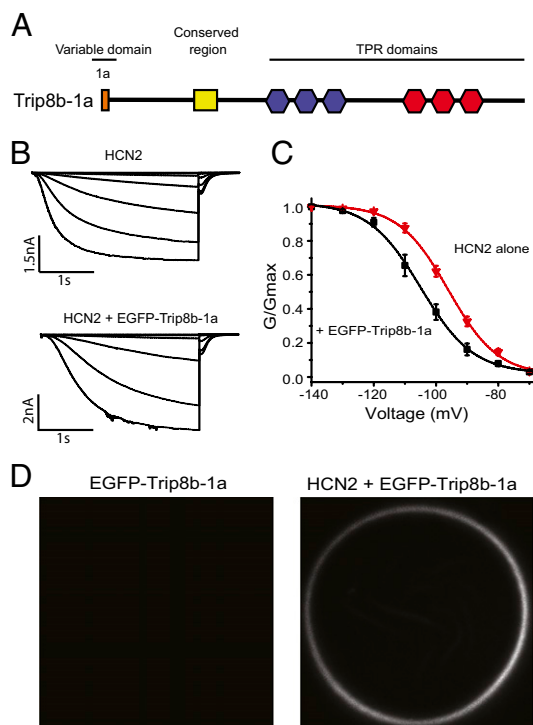 A
Variable domain
Conserved
region
TPR domains
1a
Trip8b-1a
B
HCN2
1.5nA
1s
HCN2 + EGFP-Trip8b-1a
2nA
1s
C
G/Gmax
1.0
0.8
0.6
0.4
0.2
0.0
HCN2 alone
+ EGFP-Trip8b-1a
-140
-120
-100
-80
Voltage (mV)
D
EGFP-Trip8b-1a
HCN2 + EGFP-Trip8b-1a